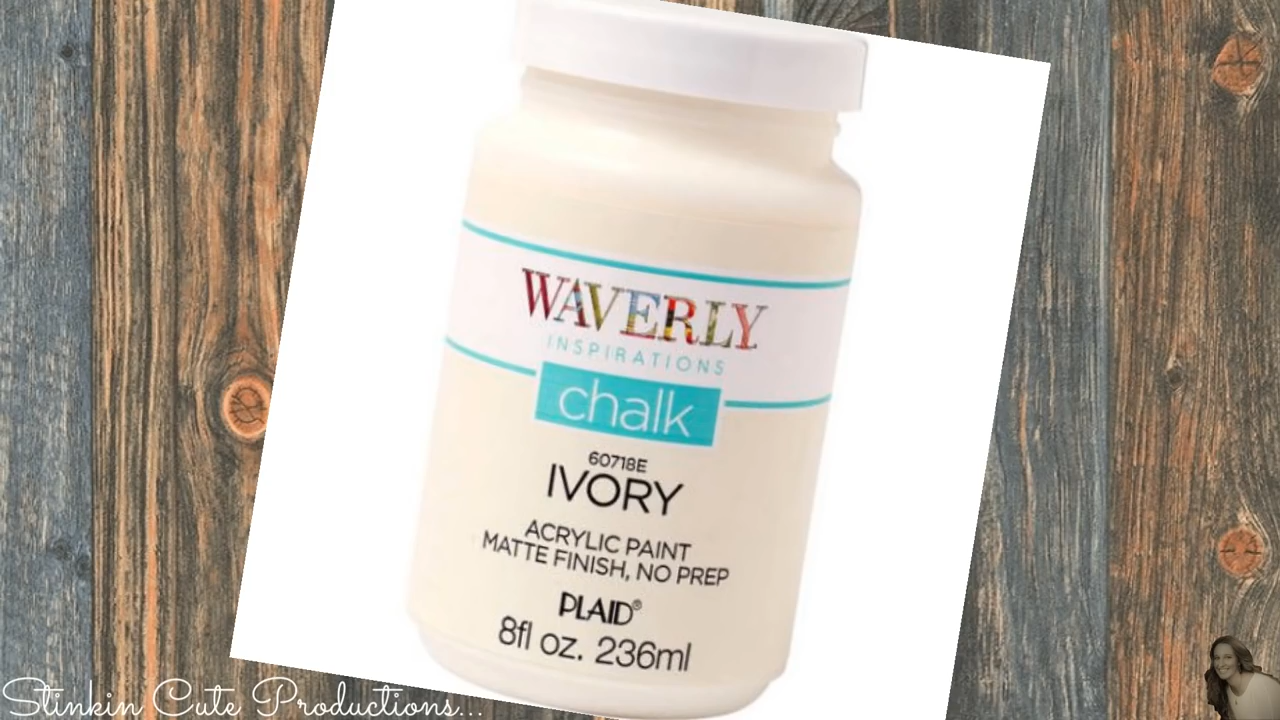 WAVERLY
INSPIRATIONS
chalk
60718E
IVORY
ACRYLIC PAINT
MATTE FINISH, NO PREP
PLAID®
8fl oz. 236ml
Stinkin Cute Productions...